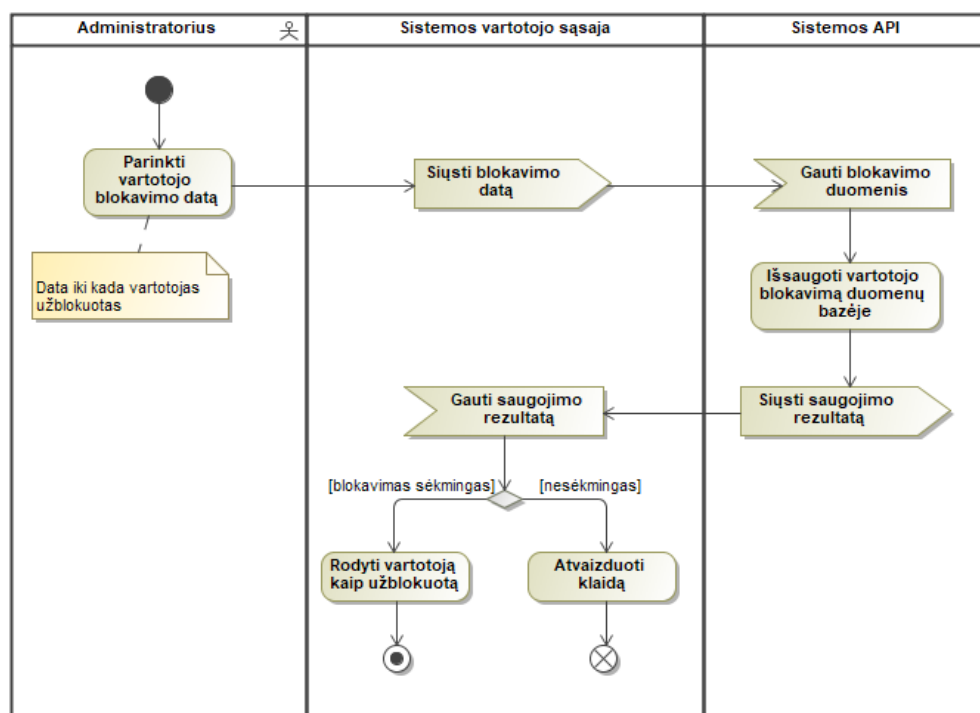 Administratorius
Sistemos vartotojo sąsaja
Sistemos API
Parinkti
vartotojo
blokavimo datą
Siųsti blokavimo
datą
Gauti blokavimo
duomenis
Data iki kada vartotojas
užblokuotas
Išsaugoti vartotojo
blokavimą duomenų
bazėje
Gauti saugojimo
rezultatą
Siųsti saugojimo
rezultatą
[blokavimas sėkmingas]
[nesėkmingas]
Rodyti vartotoją
kaip užblokuotą
Atvaizduoti
klaidą